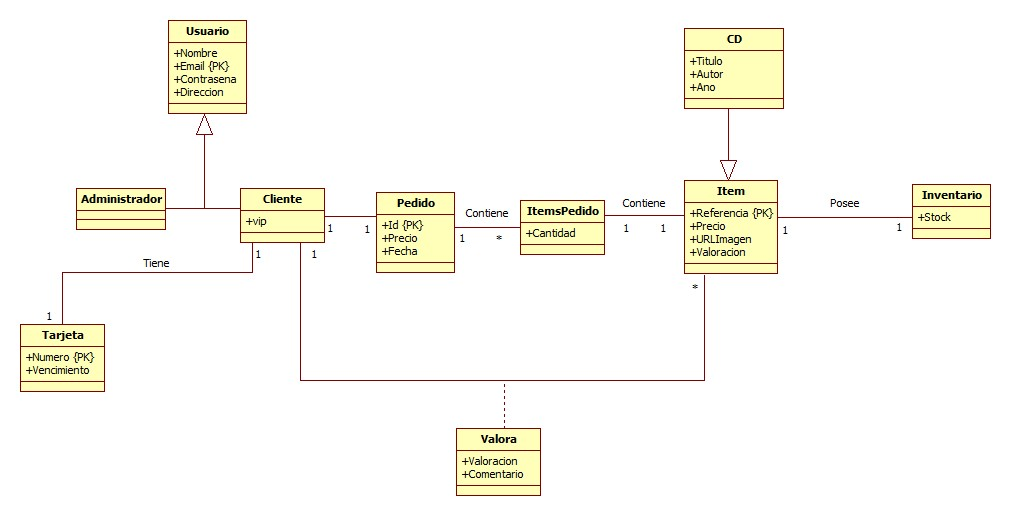 Usuario
+Nombre
+Email {PK}
+Contrasena
+Direccion
CD
+Titulo
+Autor
+Ano
Administrador
Cliente
+vip
1
1
Pedido
+Id {PK}
+Precio
+Fecha
Contiene
1
*
ItemsPedido
+Cantidad
Contiene
1
1
Item
+Referencia {PK}
+Precio
+URLImagen
+Valoracion
Posee
1
1
Inventario
+Stock
1
1
Tiene
1
*
Tarjeta
+Numero {PK}
+Vencimiento
Valora
+Valoracion
+Comentario